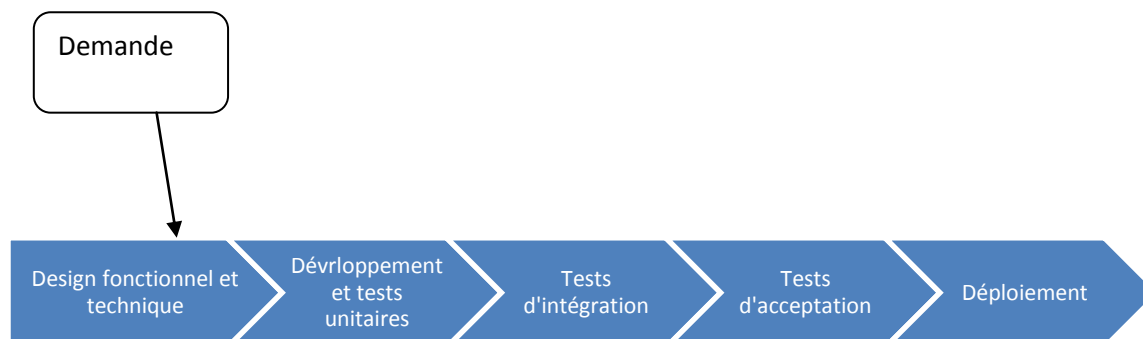 Demande
Design fonctionnel et
technique
Dévrloppement
et tests
unitaires
Tests
d'intégration
Tests
d'acceptation
Déploiement